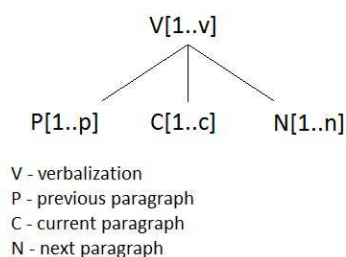 V[1..v]
P[1..p] C[1..c] N[1..n]
V - verbalization
P - previous paragraph
C - current paragraph
N - next paragraph